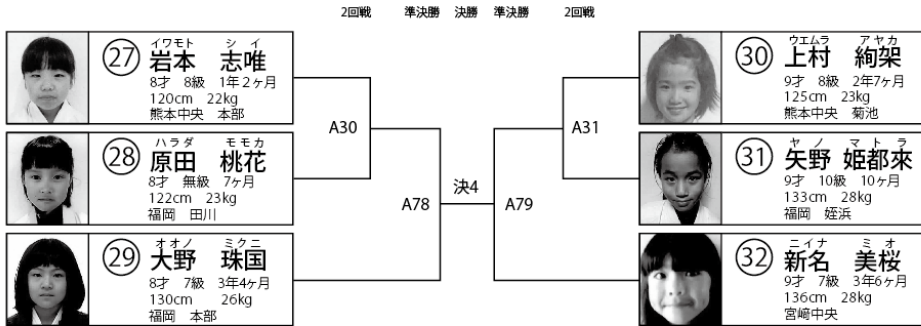 2回戦 準決勝 決勝 準決勝 2回戦
27
イワモト シイ
岩本 志唯
8才 8級 1年2ヶ月
120cm 22kg
熊本中央 本部
28
ハラダ モモカ
原田 桃花
8才 無級 7ヶ月
122cm 23kg
福岡 田川
29
オオノ ミクニ
大野 珠国
8才 7級 3年4ヶ月
130cm 26kg
福岡 本部
A30
A78
決4
A79
A31
30
ウエムラ アヤカ
上村 絢架
9才 8級 2年7ヶ月
125cm 23kg
熊本中央 菊池
31
ヤノ マトラ
矢野 姫都來
9才 10級 10ヶ月
133cm 28kg
福岡 姪浜
32
ニイナ ミオ
新名 美桜
9才 7級 3年6ヶ月
136cm 28kg
宮崎中央